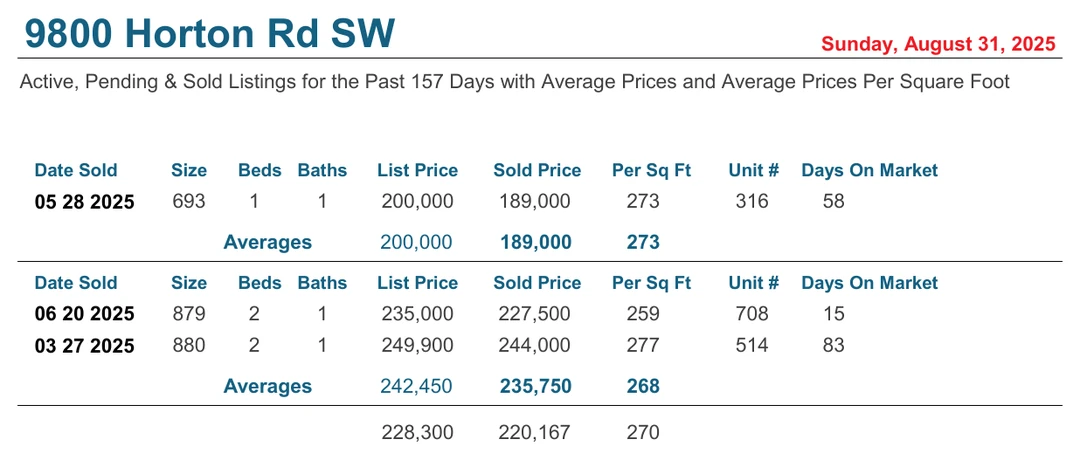 9800 Horton Rd SW
Sunday, August 31, 2025
Active, Pending & Sold Listings for the Past 157 Days with Average Prices and Average Prices Per Square Foot
Date Sold Size Beds Baths List Price Sold Price Per Sq Ft Unit # Days On Market
05 28 2025 693 1 1 200,000 189,000 273 316 58
Averages 200,000 189,000 273
Date Sold Size Beds Baths List Price Sold Price Per Sq Ft Unit # Days On Market
06 20 2025 879 2 1 235,000 227,500 259 708 15
03 27 2025 880 2 1 249,900 244,000 277 514 83
Averages 242,450 235,750 268
228,300 220,167 270